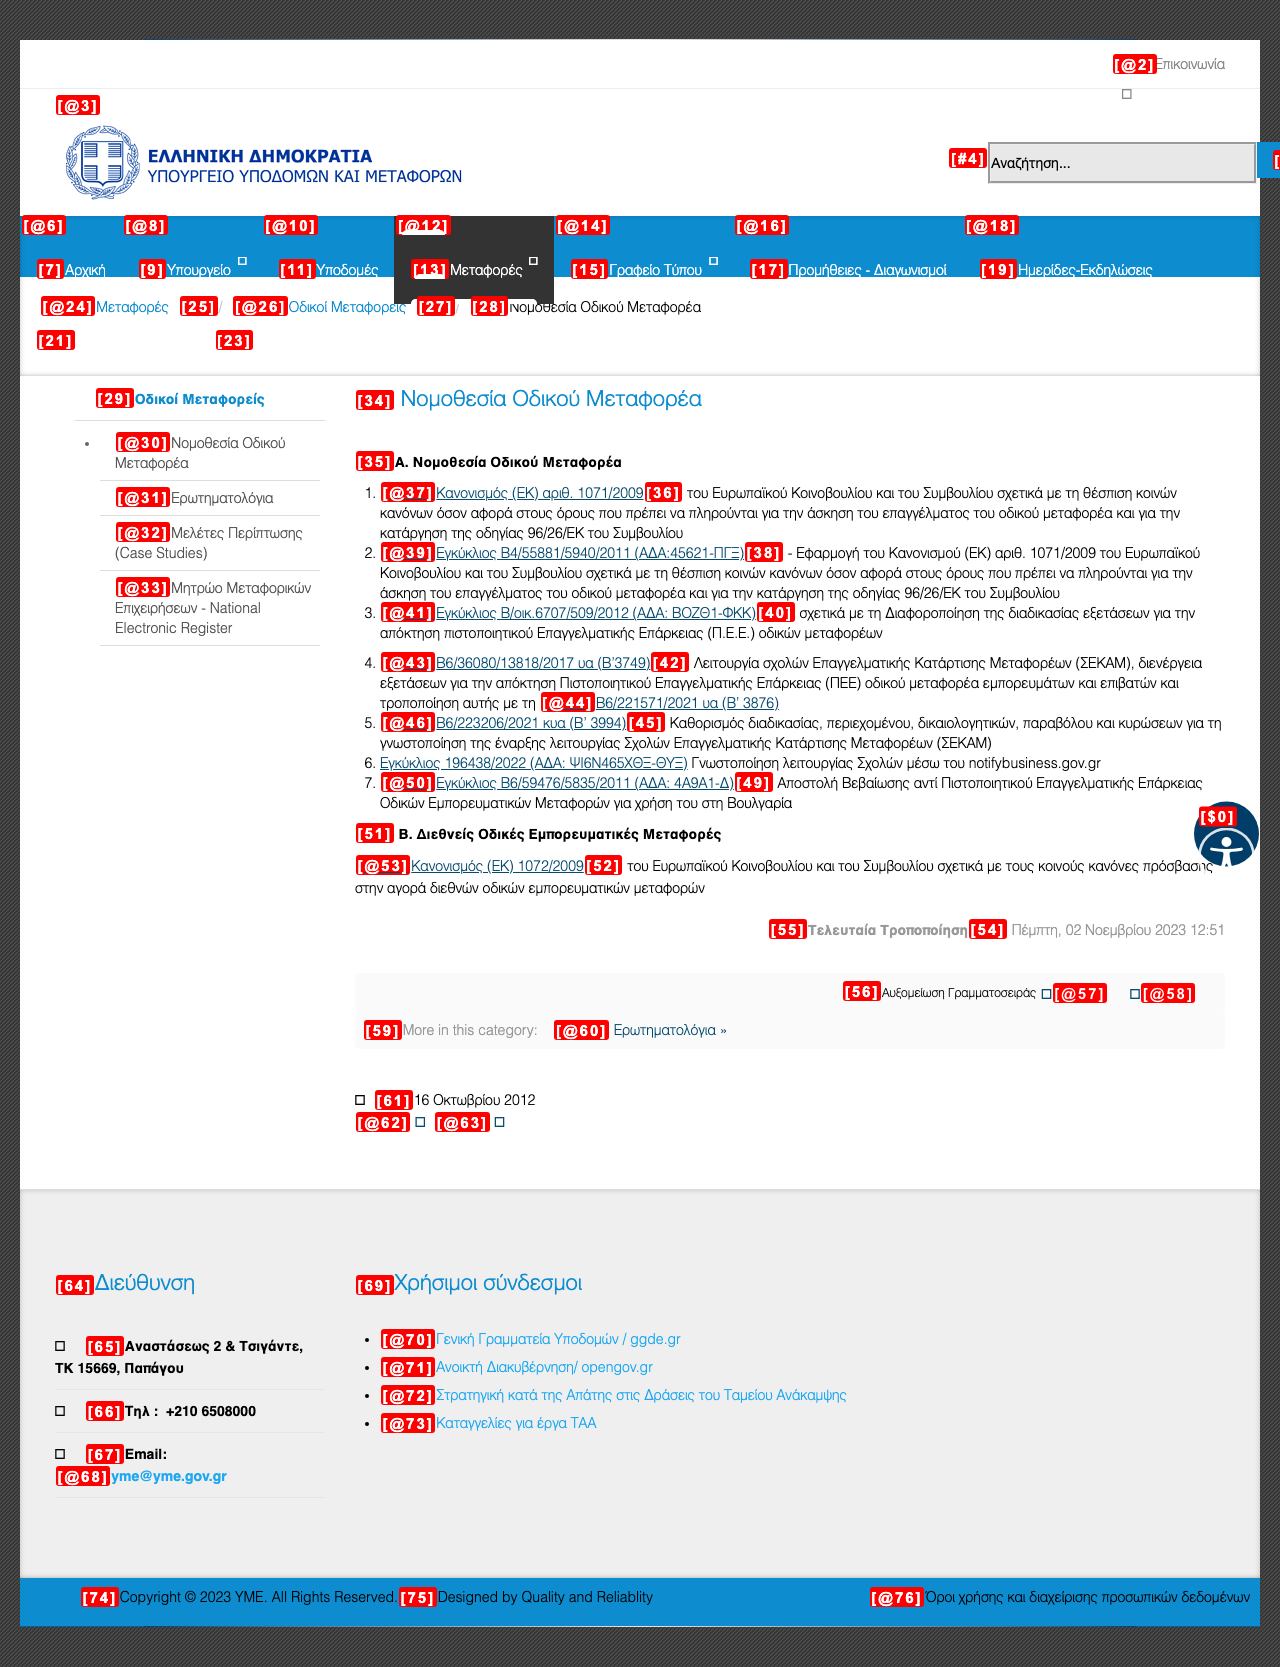 [@2]Επικοινωνία
[@3]
ΕΛΛΗΝΙΚΗ ΔΗΜΟΚΡΑΤΙΑ
ΥΠΟΥΡΓΕΙΟ ΥΠΟΔΟΜΩΝ ΚΑΙ ΜΕΤΑΦΟΡΩΝ
[#4] Αναζήτηση...
[@6] [@8] [@10] [@12] [@14] [@16] [@18]
[7]Αρχική [9]Υπουργείο [11]Υποδομές [13]Μεταφορές [15]Γραφείο Τύπου [17]Προμήθειες - Διαγωνισμοί [19]Ημερίδες-Εκδηλώσεις
[@24]Μεταφορές [25]/ [@26]Οδικοί Μεταφορείς [27]/ [28]Νομοθεσία Οδικού Μεταφορέα
[21] [23]
[29]Οδικοί Μεταφορείς
[@30]Νομοθεσία Οδικού
Μεταφορέα
[@31]Ερωτηματολόγια
[@32]Μελέτες Περίπτωσης
(Case Studies)
[@33]Μητρώο Μεταφορικών
Επιχειρήσεων - National
Electronic Register
[34] Νομοθεσία Οδικού Μεταφορέα
[35]Α. Νομοθεσία Οδικού Μεταφορέα
1. [@37]Κανονισμός (ΕΚ) αριθ. 1071/2009[36] του Ευρωπαϊκού Κοινοβουλίου και του Συμβουλίου σχετικά με τη θέσπιση κοινών
κανόνων όσον αφορά στους όρους που πρέπει να πληρούνται για την άσκηση του επαγγέλματος του οδικού μεταφορέα και για την
κατάργηση της οδηγίας 96/26/ΕΚ του Συμβουλίου
2. [@39]Εγκύκλιος Β4/55881/5940/2011 (ΑΔΑ:45621-ΠΓΞ)[38] - Εφαρμογή του Κανονισμού (ΕΚ) αριθ. 1071/2009 του Ευρωπαϊκού
Κοινοβουλίου και του Συμβουλίου σχετικά με τη θέσπιση κοινών κανόνων όσον αφορά στους όρους που πρέπει να πληρούνται για την
άσκηση του επαγγέλματος του οδικού μεταφορέα και για την κατάργηση της οδηγίας 96/26/ΕΚ του Συμβουλίου
3. [@41]Εγκύκλιος Β/οικ.6707/509/2012 (ΑΔΑ: ΒΟΖΘ1-ΦΚΚ)[40] σχετικά με τη Διαφοροποίηση της διαδικασίας εξετάσεων για την
απόκτηση πιστοποιητικού Επαγγελματικής Επάρκειας (Π.Ε.Ε.) οδικών μεταφορέων
4. [@43]Β6/36080/13818/2017 υα (Β'3749)[42] Λειτουργία σχολών Επαγγελματικής Κατάρτισης Μεταφορέων (ΣΕΚΑΜ), διενέργεια
εξετάσεων για την απόκτηση Πιστοποιητικού Επαγγελματικής Επάρκειας (ΠΕΕ) οδικού μεταφορέα εμπορευμάτων και επιβατών και
τροποποίηση αυτής με τη [@44]Β6/221571/2021 υα (Β' 3876)
5. [@46]Β6/223206/2021 κυα (Β' 3994)[45] Καθορισμός διαδικασίας, περιεχομένου, δικαιολογητικών, παραβόλου και κυρώσεων για τη
γνωστοποίηση της έναρξης λειτουργίας Σχολών Επαγγελματικής Κατάρτισης Μεταφορέων (ΣΕΚΑΜ)
6. Εγκύκλιος 196438/2022 (ΑΔΑ: ΨΙ6Ν465ΧΘΞ-ΘΥΞ) Γνωστοποίηση λειτουργίας Σχολών μέσω του notifybusiness.gov.gr
7. [@50]Εγκύκλιος Β6/59476/5835/2011 (ΑΔΑ: 4Α9Α1-Δ)[49] Αποστολή Βεβαίωσης αντί Πιστοποιητικού Επαγγελματικής Επάρκειας
Οδικών Εμπορευματικών Μεταφορών για χρήση του στη Βουλγαρία
[$0]
[51] Β. Διεθνείς Οδικές Εμπορευματικές Μεταφορές
[@53]Κανονισμός (ΕΚ) 1072/2009[52] του Ευρωπαϊκού Κοινοβουλίου και του Συμβουλίου σχετικά με τους κοινούς κανόνες πρόσβασης
στην αγορά διεθνών οδικών εμπορευματικών μεταφορών
[55]Τελευταία Τροποποίηση[54] Πέμπτη, 02 Νοεμβρίου 2023 12:51
[56]Αυξομείωση Γραμματοσειράς [@57] [@58]
[59]More in this category: [@60] Ερωτηματολόγια »
[61]16 Οκτωβρίου 2012
[@62] [@63]
[64]Διεύθυνση
[65]Αναστάσεως 2 & Τσιγάντε,
ΤΚ 15669, Παπάγου
[66]Τηλ : +210 6508000
[67]Email:
[@68]yme@yme.gov.gr
[69]Χρήσιμοι σύνδεσμοι
[@70]Γενική Γραμματεία Υποδομών / ggde.gr
[@71]Ανοικτή Διακυβέρνηση/ opengov.gr
[@72]Στρατηγική κατά της Απάτης στις Δράσεις του Ταμείου Ανάκαμψης
[@73]Καταγγελίες για έργα ΤΑΑ
[74]Copyright © 2023 YME. All Rights Reserved.[75]Designed by Quality and Reliablity [@76]Όροι χρήσης και διαχείρισης προσωπικών δεδομένων